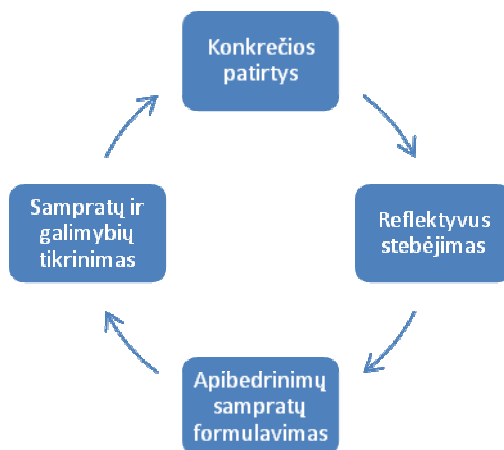 Konkrečios
patirtys
Reflektyvus
stebėjimas
Apibedrinimų
sampratų
formulavimas
Sampratų ir
galimybių
tikrinimas